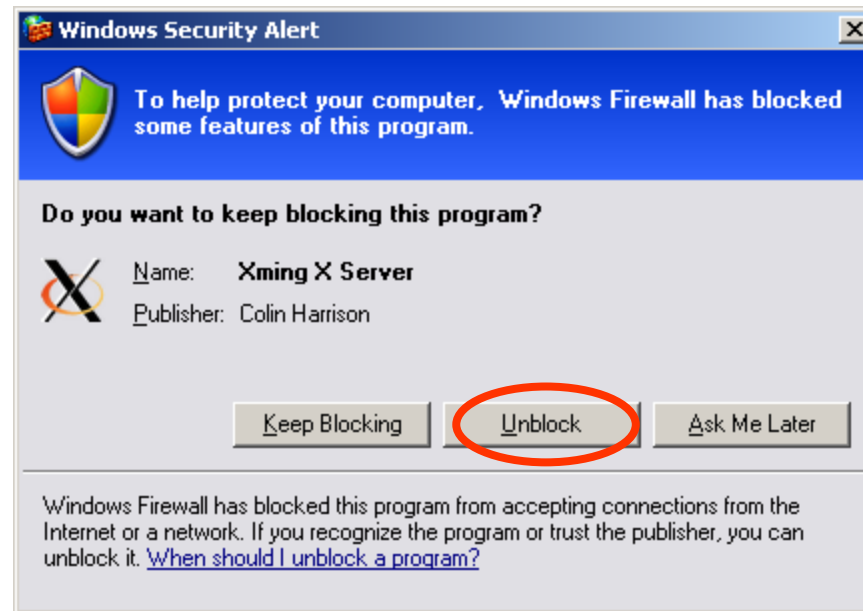 Windows Security Alert
To help protect your computer, Windows Firewall has blocked
some features of this program.
Do you want to keep blocking this program?
Name: Xming X Server
Publisher: Colin Harrison
Keep Blocking Unblock Ask Me Later
Windows Firewall has blocked this program from accepting connections from the
Internet or a network. If you recognize the program or trust the publisher, you can
unblock it. When should I unblock a program?